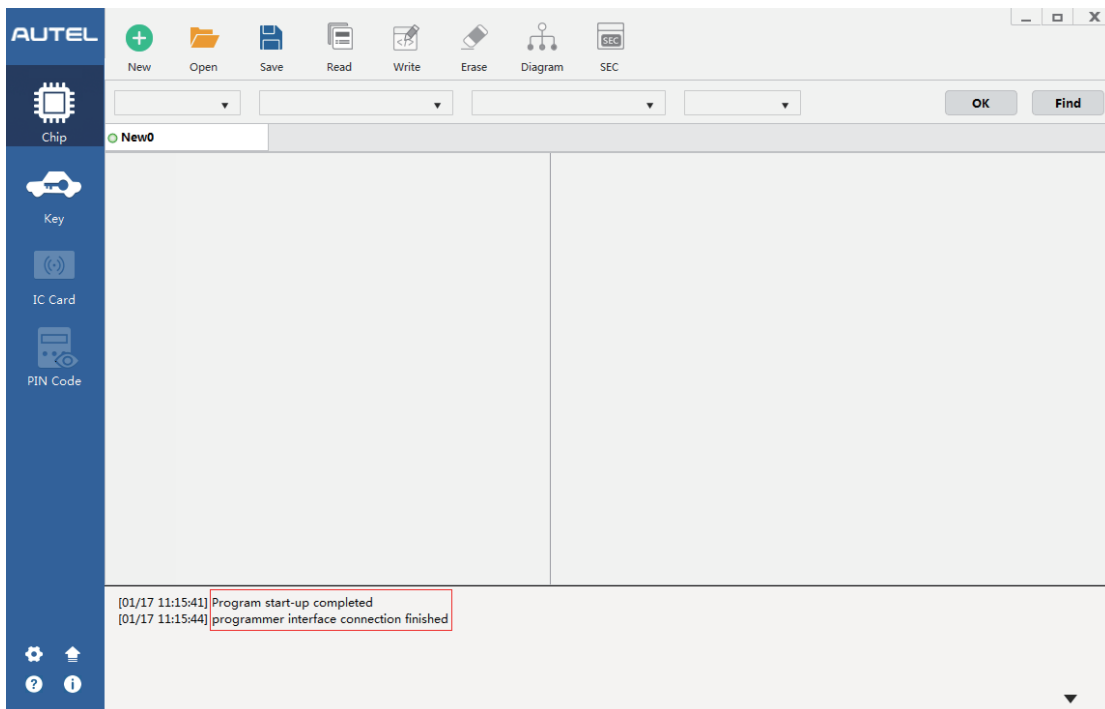 AUTEL
New Open Save Read Write Erase Diagram SEC
SEC
OK Find
Chip
New0
Key
IC Card
PIN Code
[01/17 11:15:41] Program start-up completed
[01/17 11:15:44] programmer interface connection finished